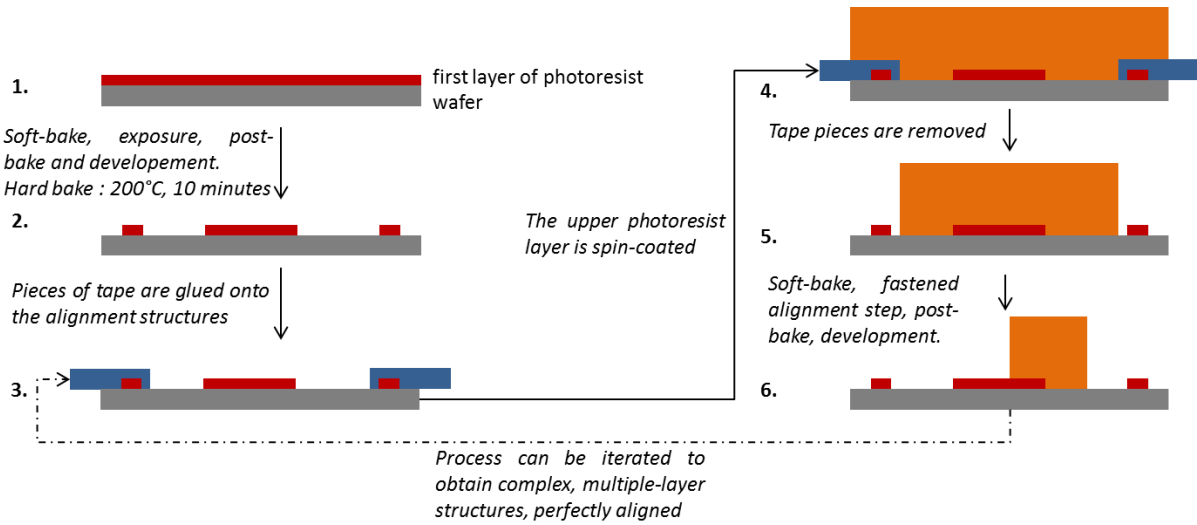 1.
first layer of photoresist
wafer
Soft-bake, exposure, post-
bake and developement.
Hard bake : 200°C, 10 minutes
2.
Pieces of tape are glued onto
the alignment structures
3.
The upper photoresist
layer is spin-coated
4.
Tape pieces are removed
5.
Soft-bake, fastened
alignment step, post-
bake, development.
6.
Process can be iterated to
obtain complex, multiple-layer
structures, perfectly aligned